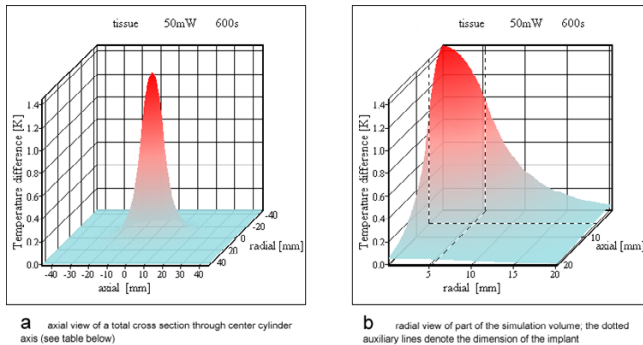 tissue 50mW 600s
Temperature difference [K]
1.4
1.2
1.0
0.8
0.6
0.4
0.2
0.0
-40 -30 -20 -10 0 10 20 30 40
axial [mm]
40
20
0
-20
-40
radial [mm]
a axial view of a total cross section through center cylinder
axis (see table below)
tissue 50mW 600s
Temperature difference [K]
1.4
1.2
1.0
0.8
0.6
0.4
0.2
0.0
5 10 15 20
radial [mm]
20
10
axial [mm]
b radial view of part of the simulation volume; the dotted
auxiliary lines denote the dimension of the implant